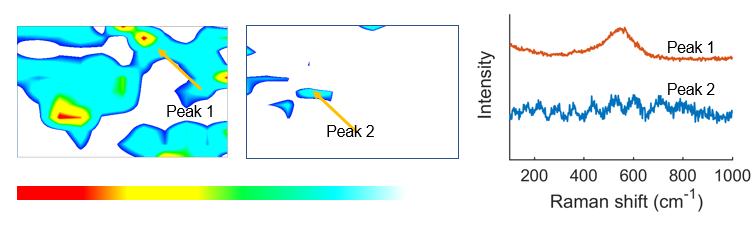 Peak 1
Peak 2
Intensity
Peak 1
Peak 2
200 400 600 800 1000
Raman shift (cm⁻¹)